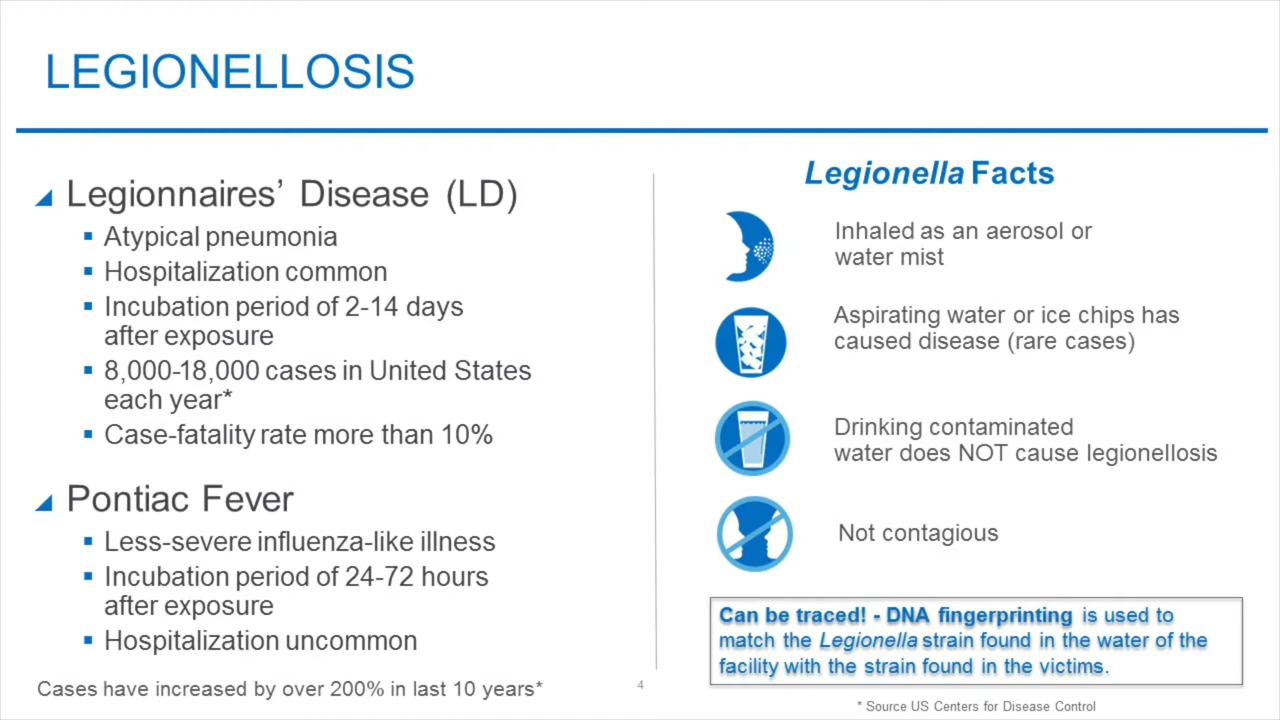 LEGIONELLOSIS
Legionnaires’ Disease (LD)
Atypical pneumonia
Hospitalization common
Incubation period of 2-14 days
after exposure
8,000-18,000 cases in United States
each year*
Case-fatality rate more than 10%
Pontiac Fever
Less-severe influenza-like illness
Incubation period of 24-72 hours
after exposure
Hospitalization uncommon
Cases have increased by over 200% in last 10 years*
4
Legionella Facts
Inhaled as an aerosol or
water mist
Aspirating water or ice chips has
caused disease (rare cases)
Drinking contaminated
water does NOT cause legionellosis
Not contagious
Can be traced! - DNA fingerprinting is used to
match the Legionella strain found in the water of the
facility with the strain found in the victims.
* Source US Centers for Disease Control